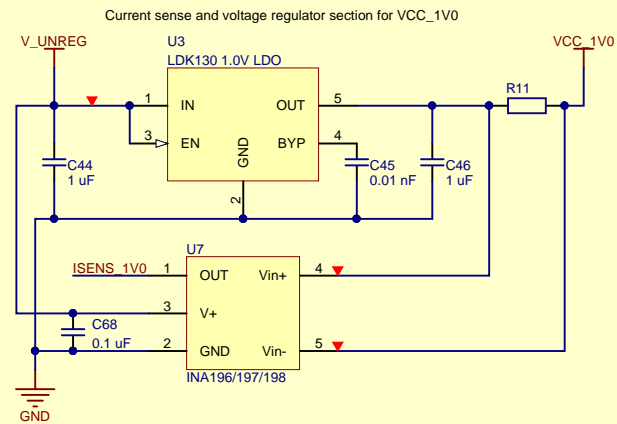 Current sense and voltage regulator section for VCC_1V0
V_UNREG
U3
VCC_1V0
LDK130 1.0V LDO
R11
1
IN
OUT
5
3
EN
GND
BYP
4
C44
1 uF
C45
0.01 nF
C46
1 uF
2
U7
ISENS_1V0
1
OUT
Vin+
4
3
V+
C68
0.1 uF
2
GND
Vin-
5
INA196/197/198
GND